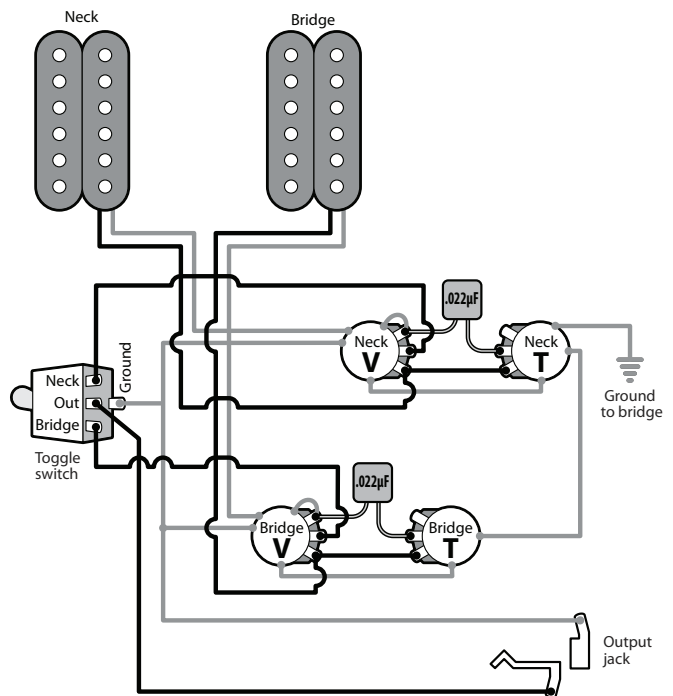 Neck
Bridge
.022µF
Neck
V
Neck
T
Ground
Neck
Out
Bridge
Ground
to bridge
Toggle
switch
.022µF
Bridge
V
Bridge
T
Output
jack